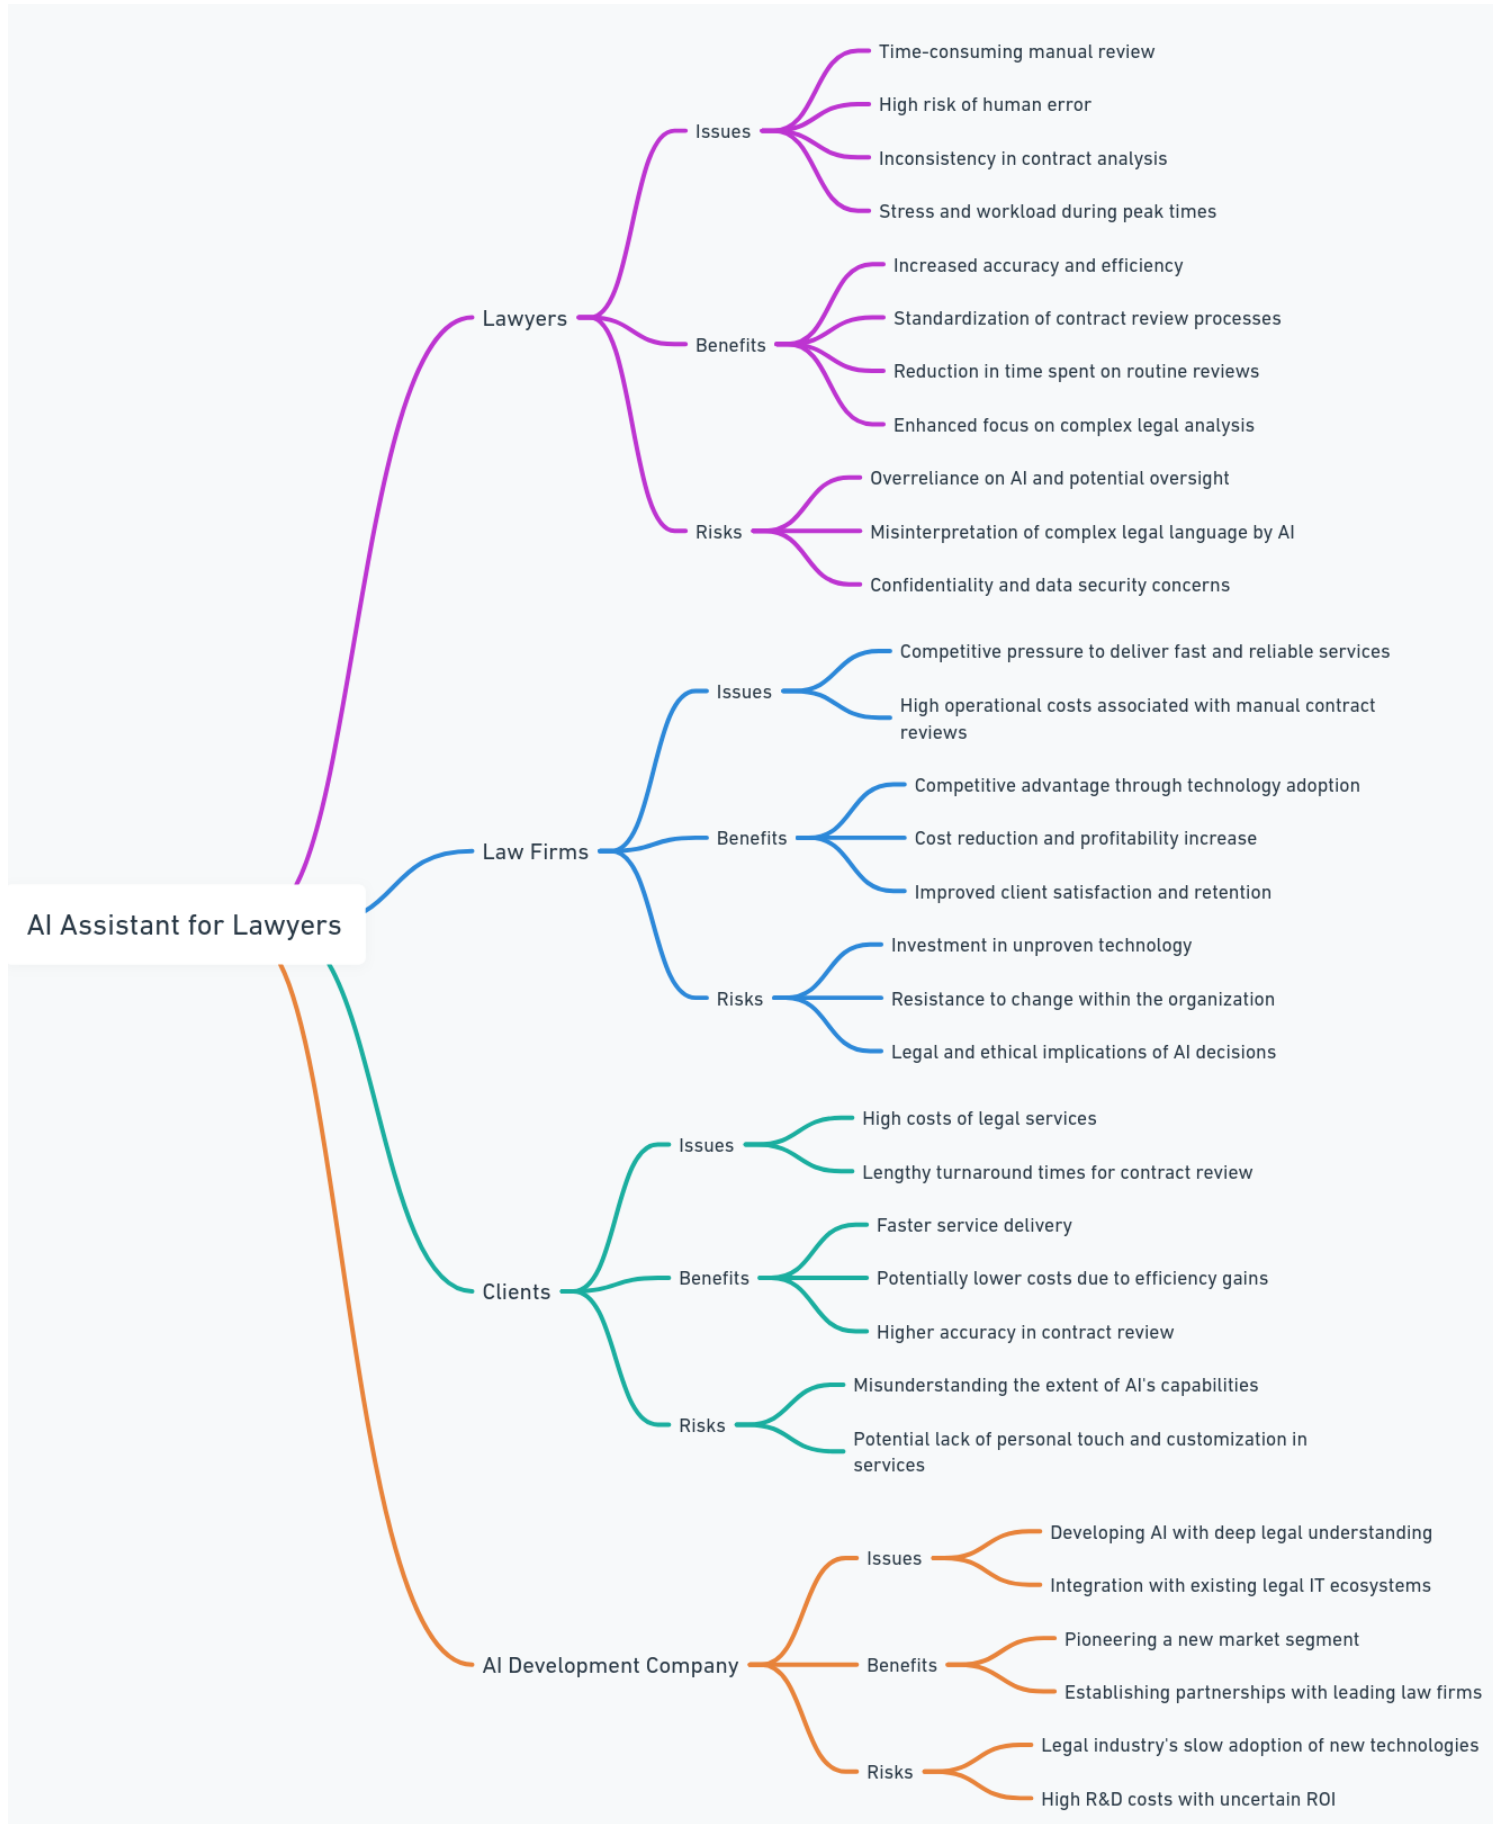 AI Assistant for Lawyers
Lawyers
Issues
Time-consuming manual review
High risk of human error
Inconsistency in contract analysis
Stress and workload during peak times
Benefits
Increased accuracy and efficiency
Standardization of contract review processes
Reduction in time spent on routine reviews
Enhanced focus on complex legal analysis
Risks
Overreliance on AI and potential oversight
Misinterpretation of complex legal language by AI
Confidentiality and data security concerns
Law Firms
Issues
Competitive pressure to deliver fast and reliable services
High operational costs associated with manual contract
reviews
Benefits
Competitive advantage through technology adoption
Cost reduction and profitability increase
Improved client satisfaction and retention
Risks
Investment in unproven technology
Resistance to change within the organization
Legal and ethical implications of AI decisions
Clients
Issues
High costs of legal services
Lengthy turnaround times for contract review
Benefits
Faster service delivery
Potentially lower costs due to efficiency gains
Higher accuracy in contract review
Risks
Misunderstanding the extent of AI's capabilities
Potential lack of personal touch and customization in
services
AI Development Company
Issues
Developing AI with deep legal understanding
Integration with existing legal IT ecosystems
Benefits
Pioneering a new market segment
Establishing partnerships with leading law firms
Risks
Legal industry's slow adoption of new technologies
High R&D costs with uncertain ROI